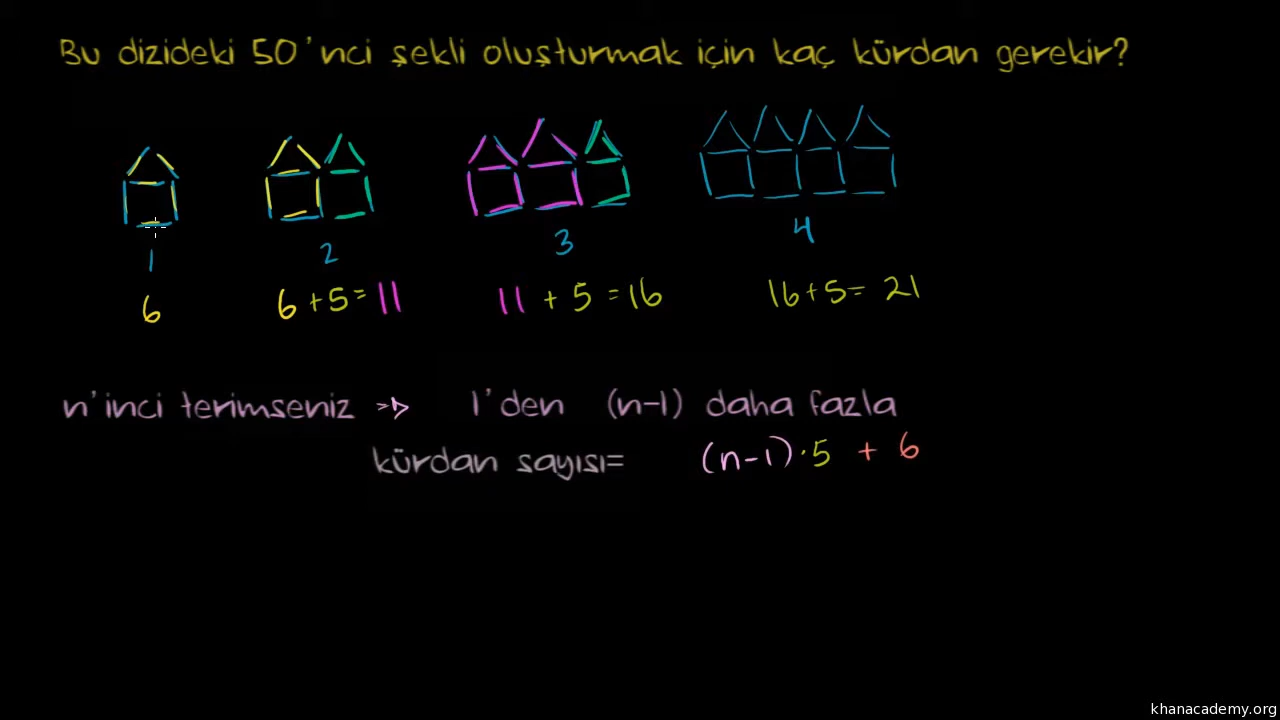 Bu dizideki 50'nci şekli oluşturmak için kaç kürdan gerekir?
1 2 3 4
6 6+5=11 11 + 5 =16 16+5= 21
n'inci terimseniz => 1'den (n-1) daha fazla
kürdan sayısı= (n-1)·5 + 6
khanacademy.org